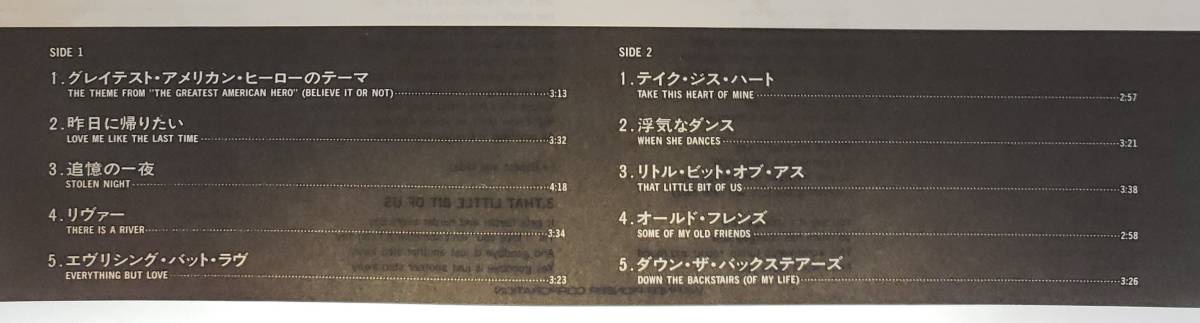 SIDE 1
1.グレイテスト・アメリカン・ヒーローのテーマ
THE THEME FROM "THE GREATEST AMERICAN HERO" (BELIEVE IT OR NOT) 3:13
2.昨日に帰りたい
LOVE ME LIKE THE LAST TIME 3:32
3.追憶の一夜
STOLEN NIGHT 4:18
4.リヴァー
THERE IS A RIVER 3:34
5.エヴリシング・バット・ラヴ
EVERYTHING BUT LOVE 3:23
SIDE 2
1.テイク・ジス・ハート
TAKE THIS HEART OF MINE 2:57
2.浮気なダンス
WHEN SHE DANCES 3:21
3.リトル・ビット・オブ・アス
THAT LITTLE BIT OF US 3:38
4.オールド・フレンズ
SOME OF MY OLD FRIENDS 2:58
5.ダウン・ザ・バックステアーズ
DOWN THE BACKSTAIRS (OF MY LIFE) 3:26
3.THAT LITTLE BIT OF US